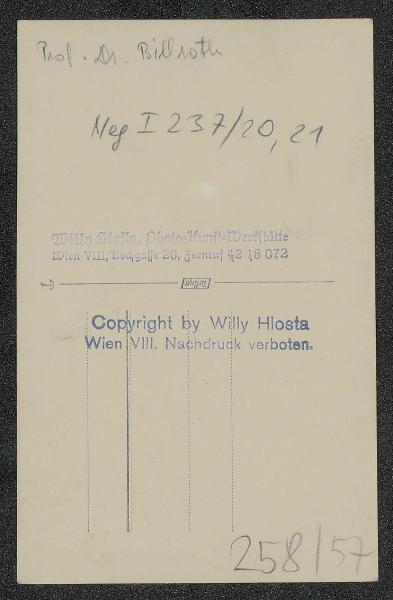 Prof. Dr. Billroth
Neg I 237/20, 21
Willy Hlosta, Photo-Kunst-Werkstätte
Wien VIII, Kochgasse 20, Fernruf 42 18 072
Copyright by Willy Hlosta
Wien VIII. Nachdruck verboten.
258/57